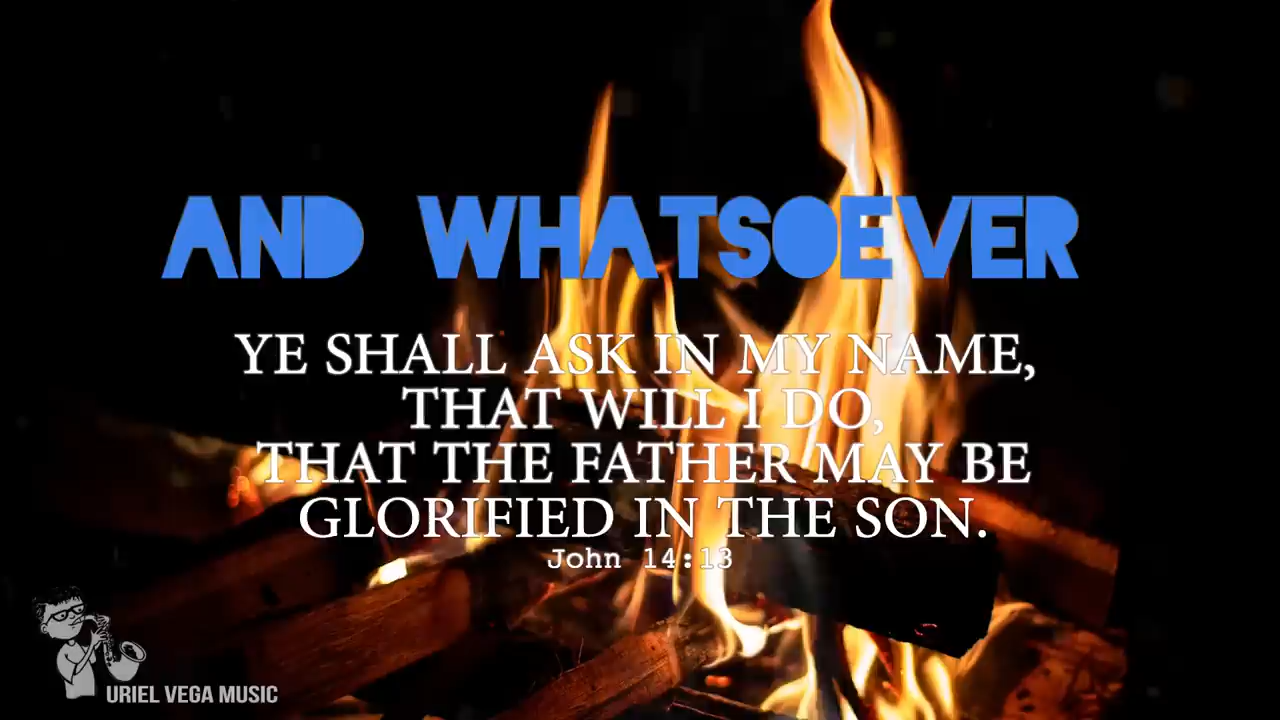 AND WHATSOEVER
YE SHALL ASK IN MY NAME,
THAT WILL I DO,
THAT THE FATHER MAY BE
GLORIFIED IN THE SON.
John 14:13
URIEL VEGA MUSIC